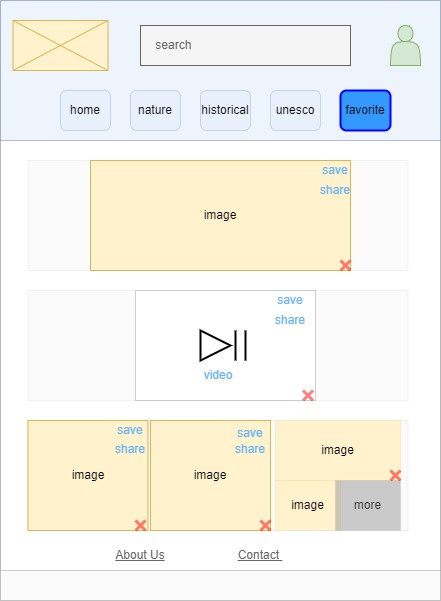 search
home
nature
historical
unesco
favorite
save
share
image
save
share
video
save
share
image
save
share
image
image
image
more
About Us
Contact